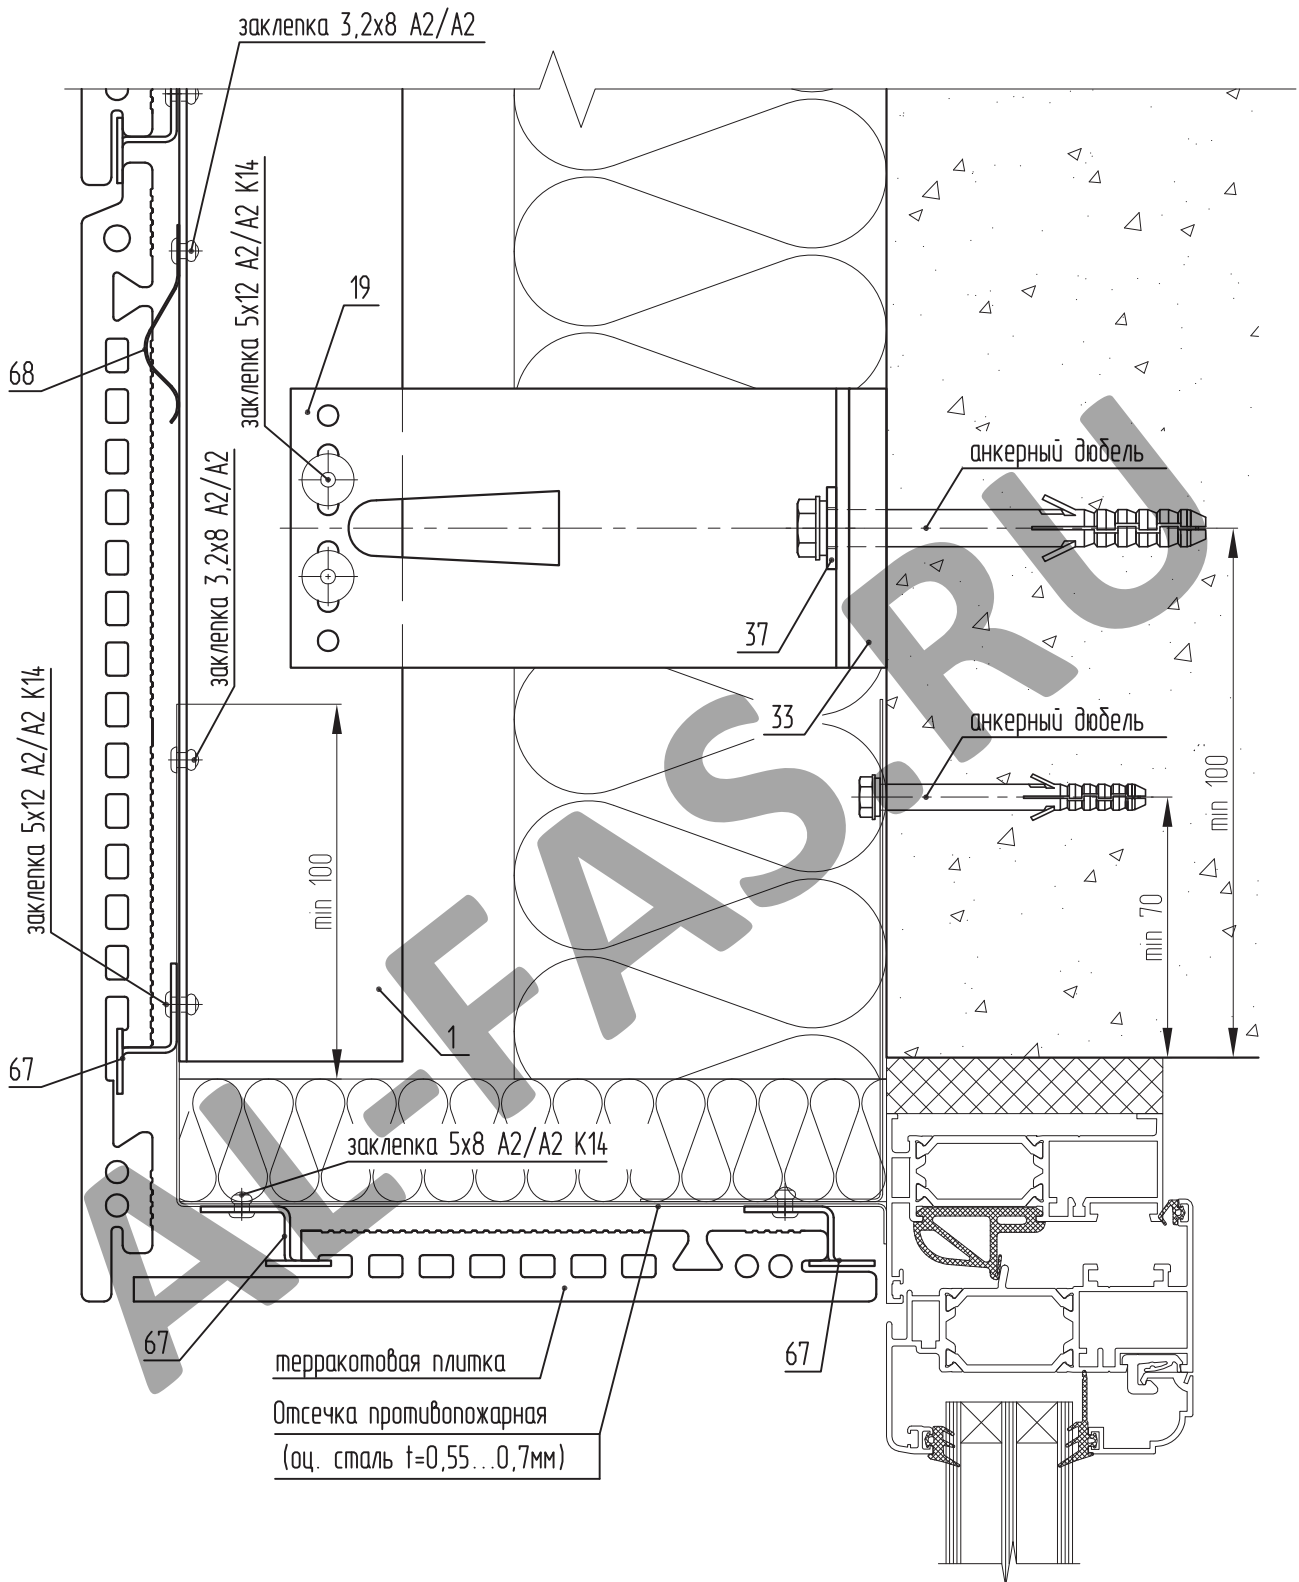 заклепка 3,2х8 А2/А2
заклепка 5х12 А2/А2 К14
19
68
анкерный дюбель
заклепка 3,2х8 А2/А2
37
заклепка 5х12 А2/А2 К14
33
анкерный дюбель
min 100
min 100
min 70
1
67
заклепка 5х8 А2/А2 К14
67
67
терракотовая плитка
Отсечка противопожарная
(оц. сталь t=0,55...0,7мм)
AL-FAS.RU